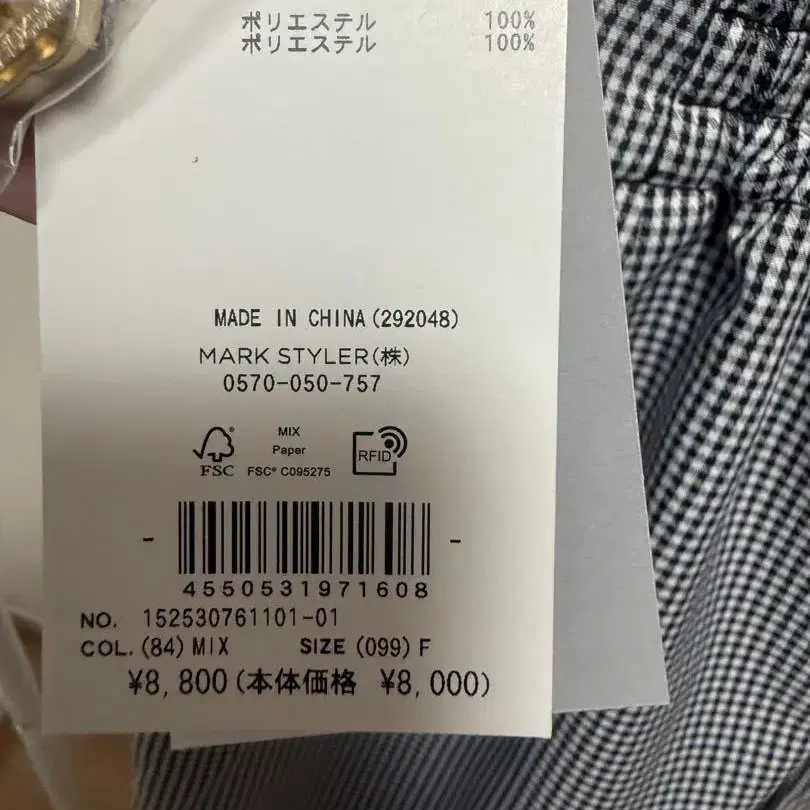 ポリエステル 100%
ポリエステル 100%
MADE IN CHINA(292048)
MARK STYLER(株)
0570-050-757
FSC
MIX
Paper
FSC® C095275
RFID
- -
4550531971608
NO. 152530761101-01
COL.(84)MIX SIZE (099)F
¥8,800(本体価格 ¥8,000)